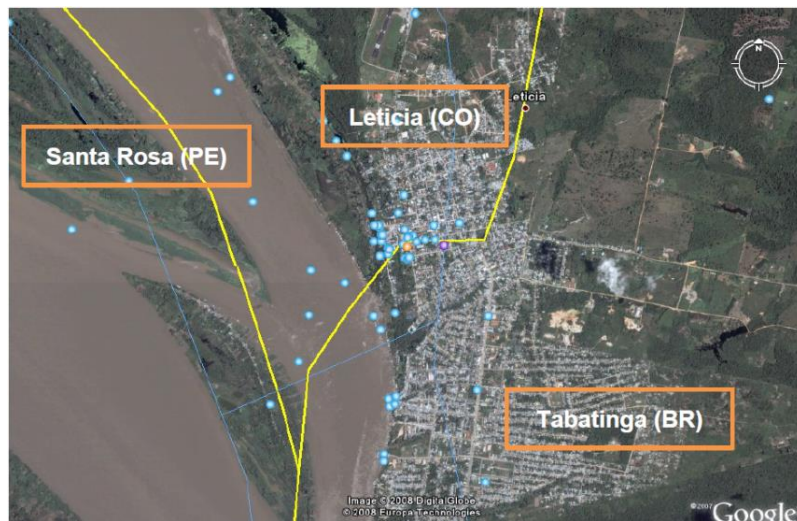 N
Leticia (CO)
Leticia
Santa Rosa (PE)
Tabatinga (BR)
Image © 2008 DigitalGlobe
© 2008 Europa Technologies
©2007 Google